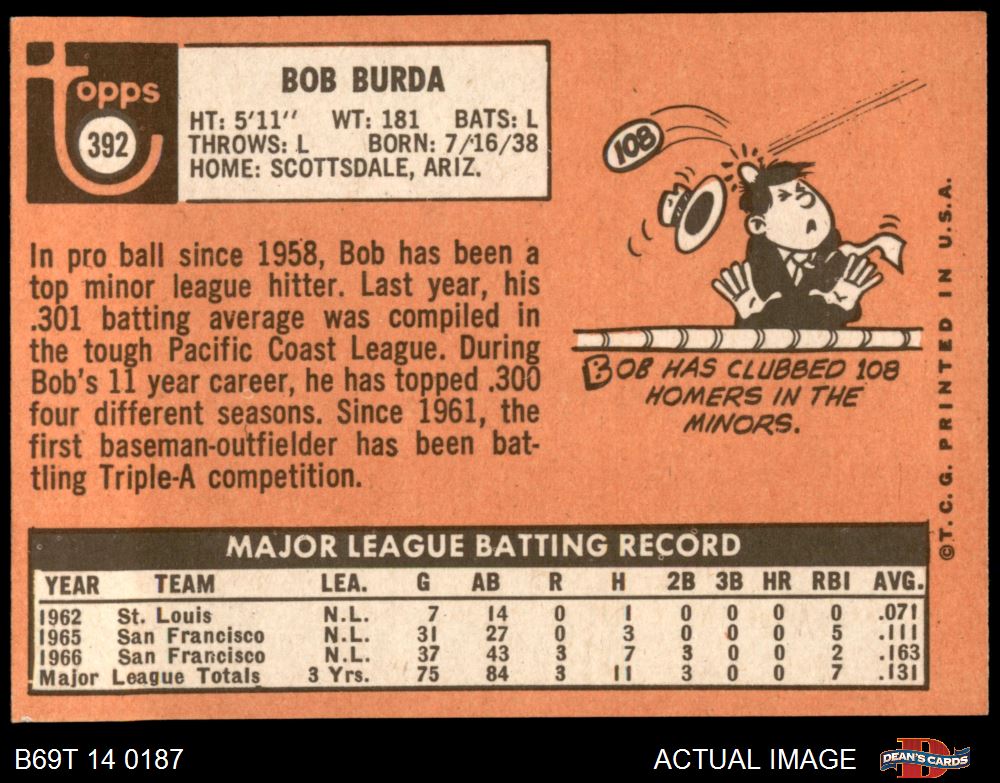 Topps
392
BOB BURDA
HT: 5'11" WT: 181 BATS: L
THROWS: L BORN: 7/16/38
HOME: SCOTTSDALE, ARIZ.
In pro ball since 1958, Bob has been a
top minor league hitter. Last year, his
.301 batting average was compiled in
the tough Pacific Coast League. During
Bob's 11 year career, he has topped .300
four different seasons. Since 1961, the
first baseman-outfielder has been bat-
tling Triple-A competition.
108
BOB HAS CLUBBED 108
HOMERS IN THE
MINORS.
©T.C.G. PRINTED IN U.S.A.
MAJOR LEAGUE BATTING RECORD
YEAR TEAM LEA. G AB R H 2B 3B HR RBI AVG.
1962 St. Louis N.L. 7 14 0 1 0 0 0 0 .071
1965 San Francisco N.L. 31 27 0 3 0 0 0 5 .111
1966 San Francisco N.L. 37 43 3 7 3 0 0 2 .163
Major League Totals 3 Yrs. 75 84 3 11 3 0 0 7 .131
B69T 14 0187
ACTUAL IMAGE
DEAN'S CARDS